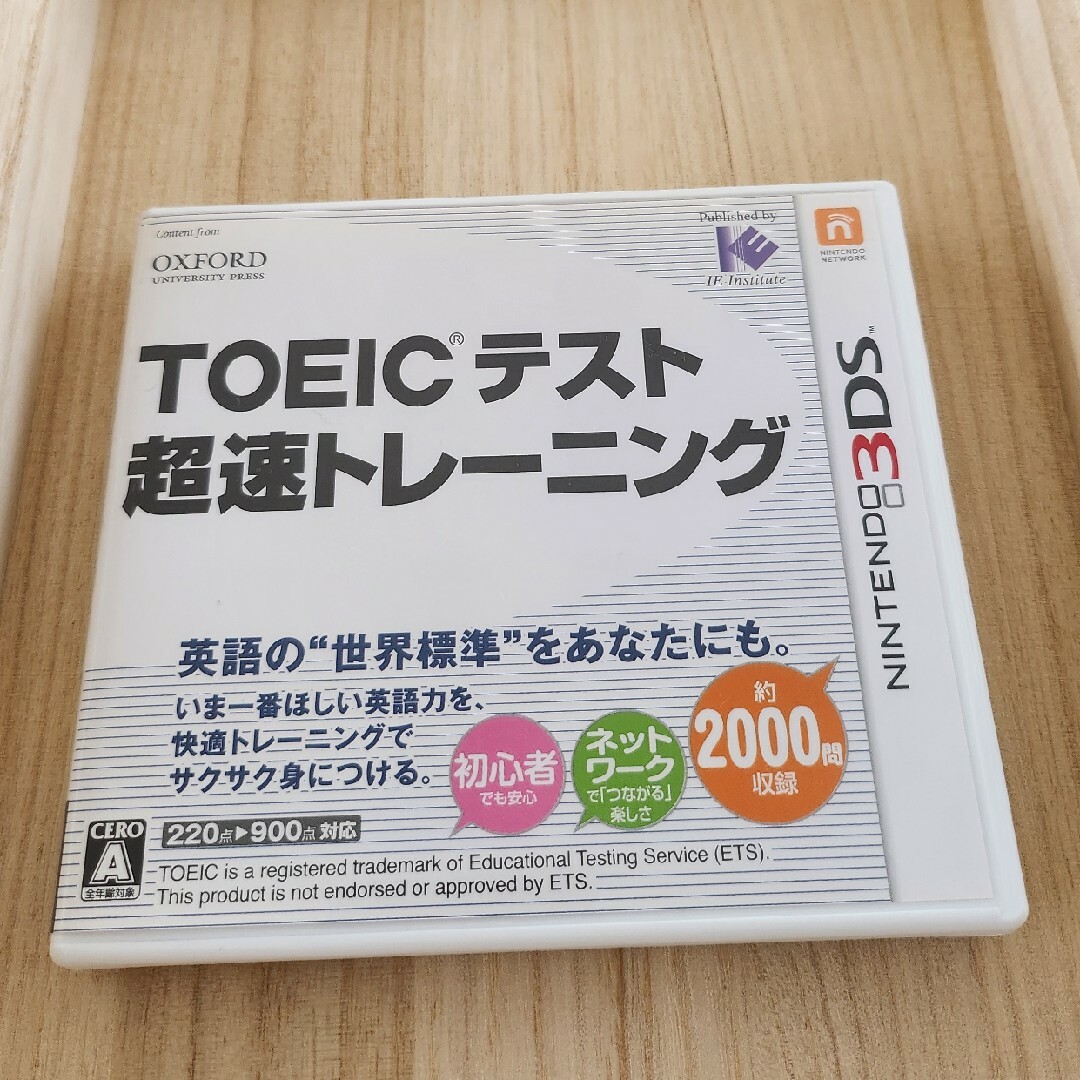 Content from
OXFORD
UNIVERSITY PRESS
Published by
IE Institute
NINTENDO
NETWORK
TOEIC®テスト
超速トレーニング
NINTENDO3DS™
英語の“世界標準”をあなたにも。
いま一番ほしい英語力を、
快適トレーニングで
サクサク身につける。
初心者
でも安心
ネット
ワーク
で「つながる」
楽しさ
約
2000問
収録
CERO
A
全年齢対象
220点▶900点対応
TOEIC is a registered trademark of Educational Testing Service (ETS).
This product is not endorsed or approved by ETS.